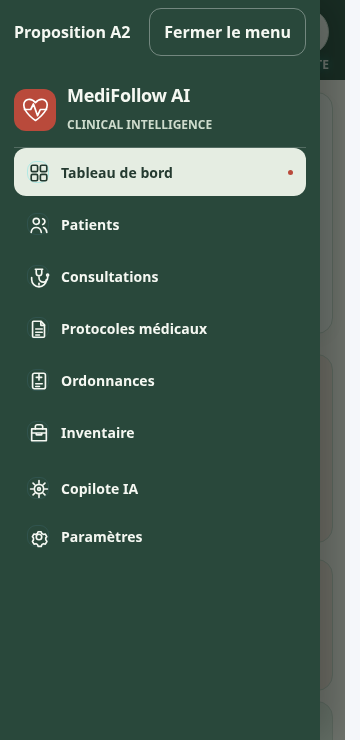 Proposition A2
Fermer le menu
TE
MediFollow AI
CLINICAL INTELLIGENCE
Tableau de bord
Patients
Consultations
Protocoles médicaux
Ordonnances
Inventaire
Copilote IA
Paramètres